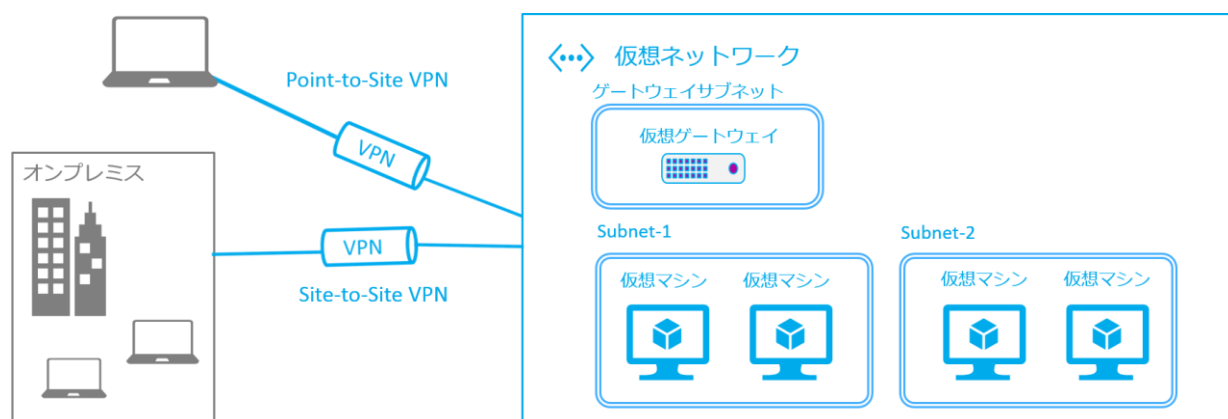 Point-to-Site VPN
VPN
オンプレミス
VPN
Site-to-Site VPN
仮想ネットワーク
ゲートウェイサブネット
仮想ゲートウェイ
Subnet-1
仮想マシン 仮想マシン
Subnet-2
仮想マシン 仮想マシン